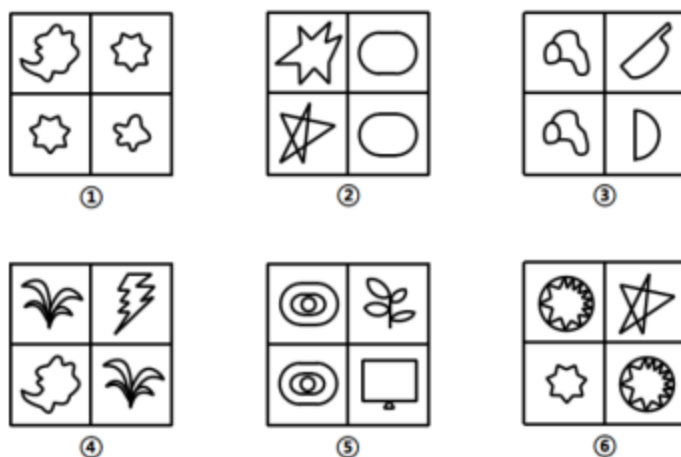 ① ② ③
④ ⑤ ⑥